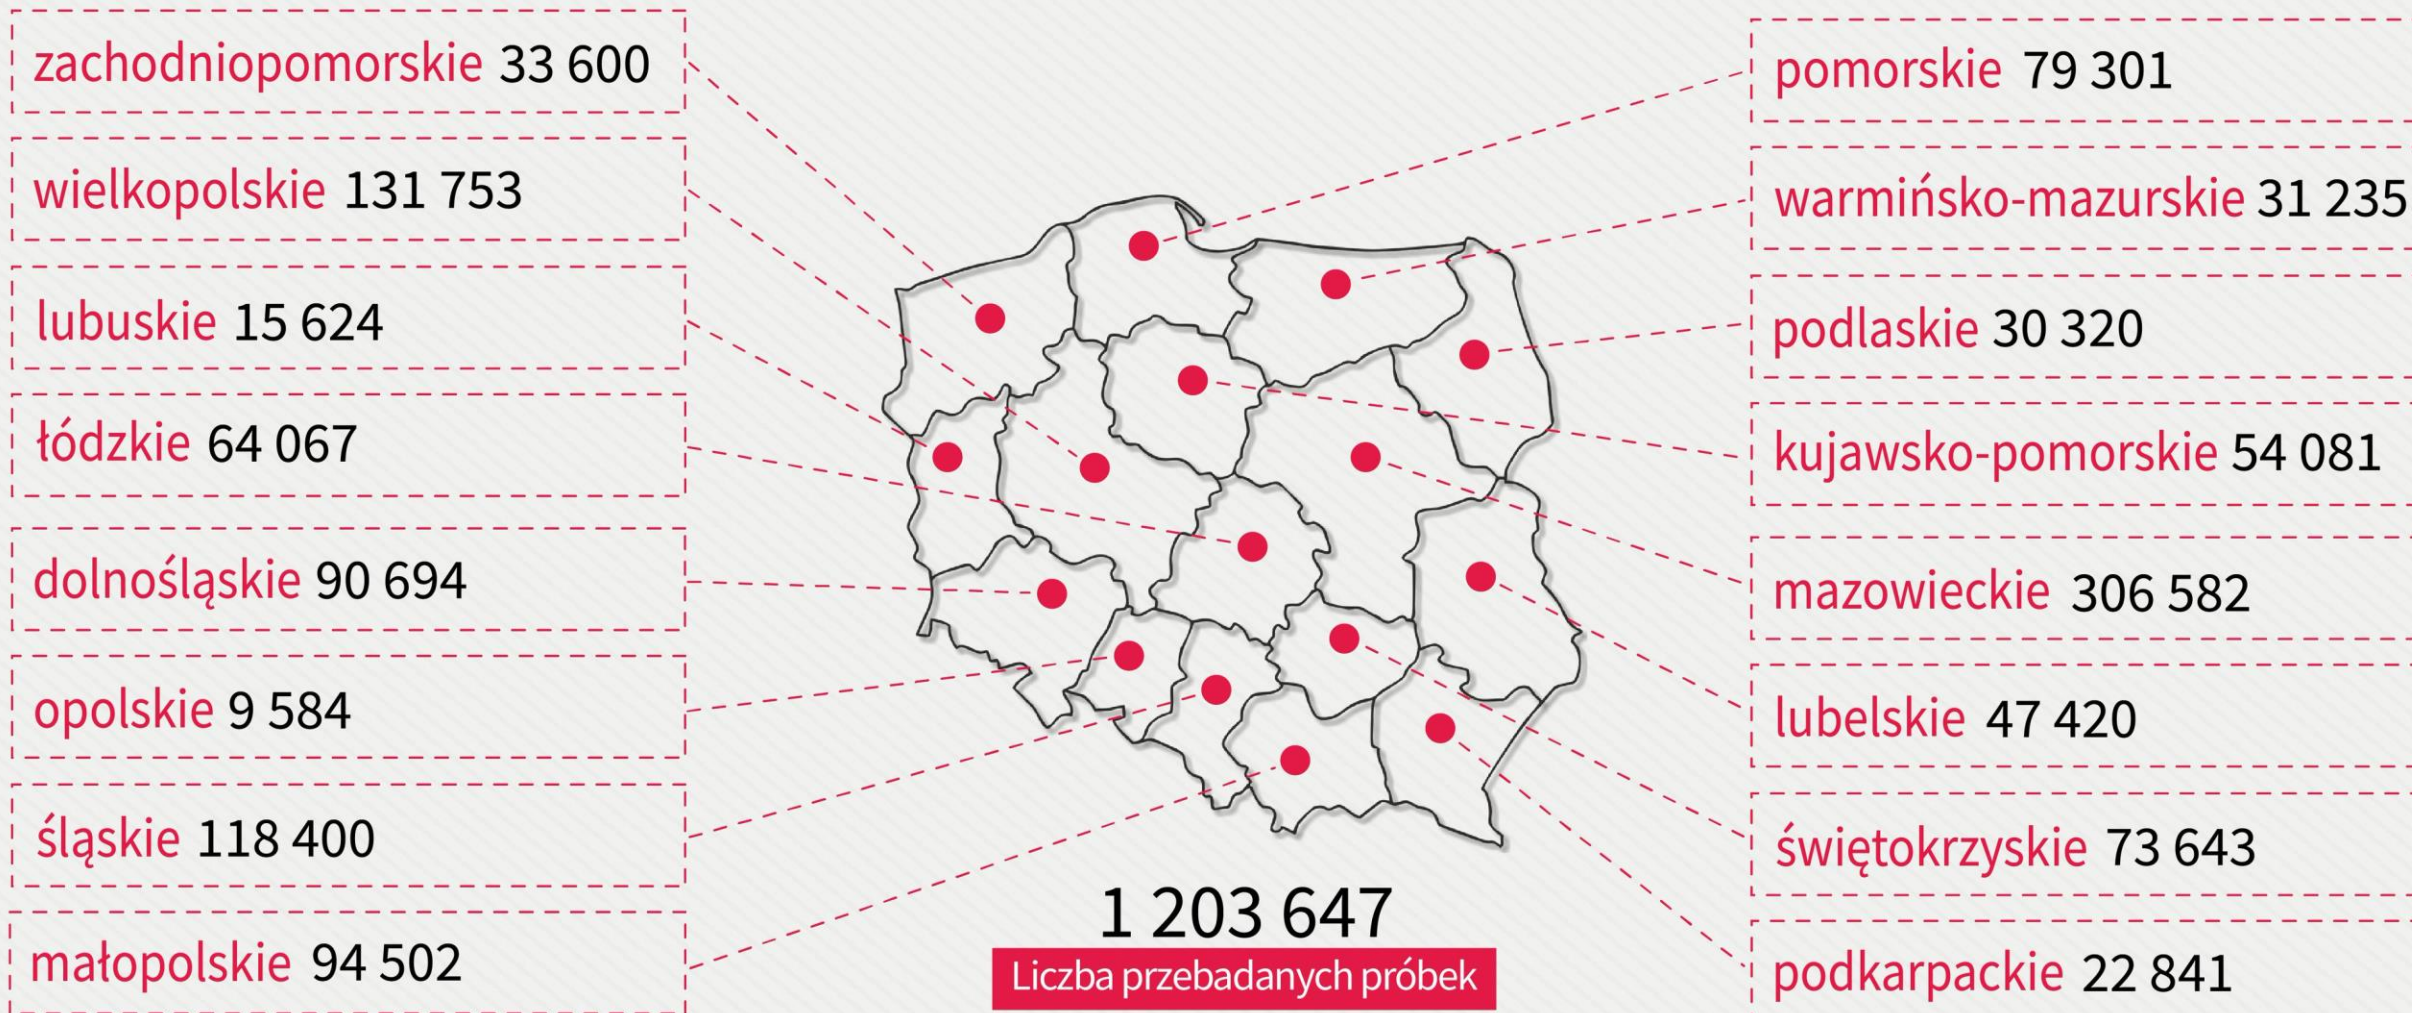 zachodniopomorskie 33 600
wielkopolskie 131 753
lubuskie 15 624
łódzkie 64 067
dolnośląskie 90 694
opolskie 9 584
śląskie 118 400
małopolskie 94 502
pomorskie 79 301
warmińsko-mazurskie 31 235
podlaskie 30 320
kujawsko-pomorskie 54 081
mazowieckie 306 582
lubelskie 47 420
świętokrzyskie 73 643
podkarpackie 22 841
1 203 647
Liczba przebadanych próbek